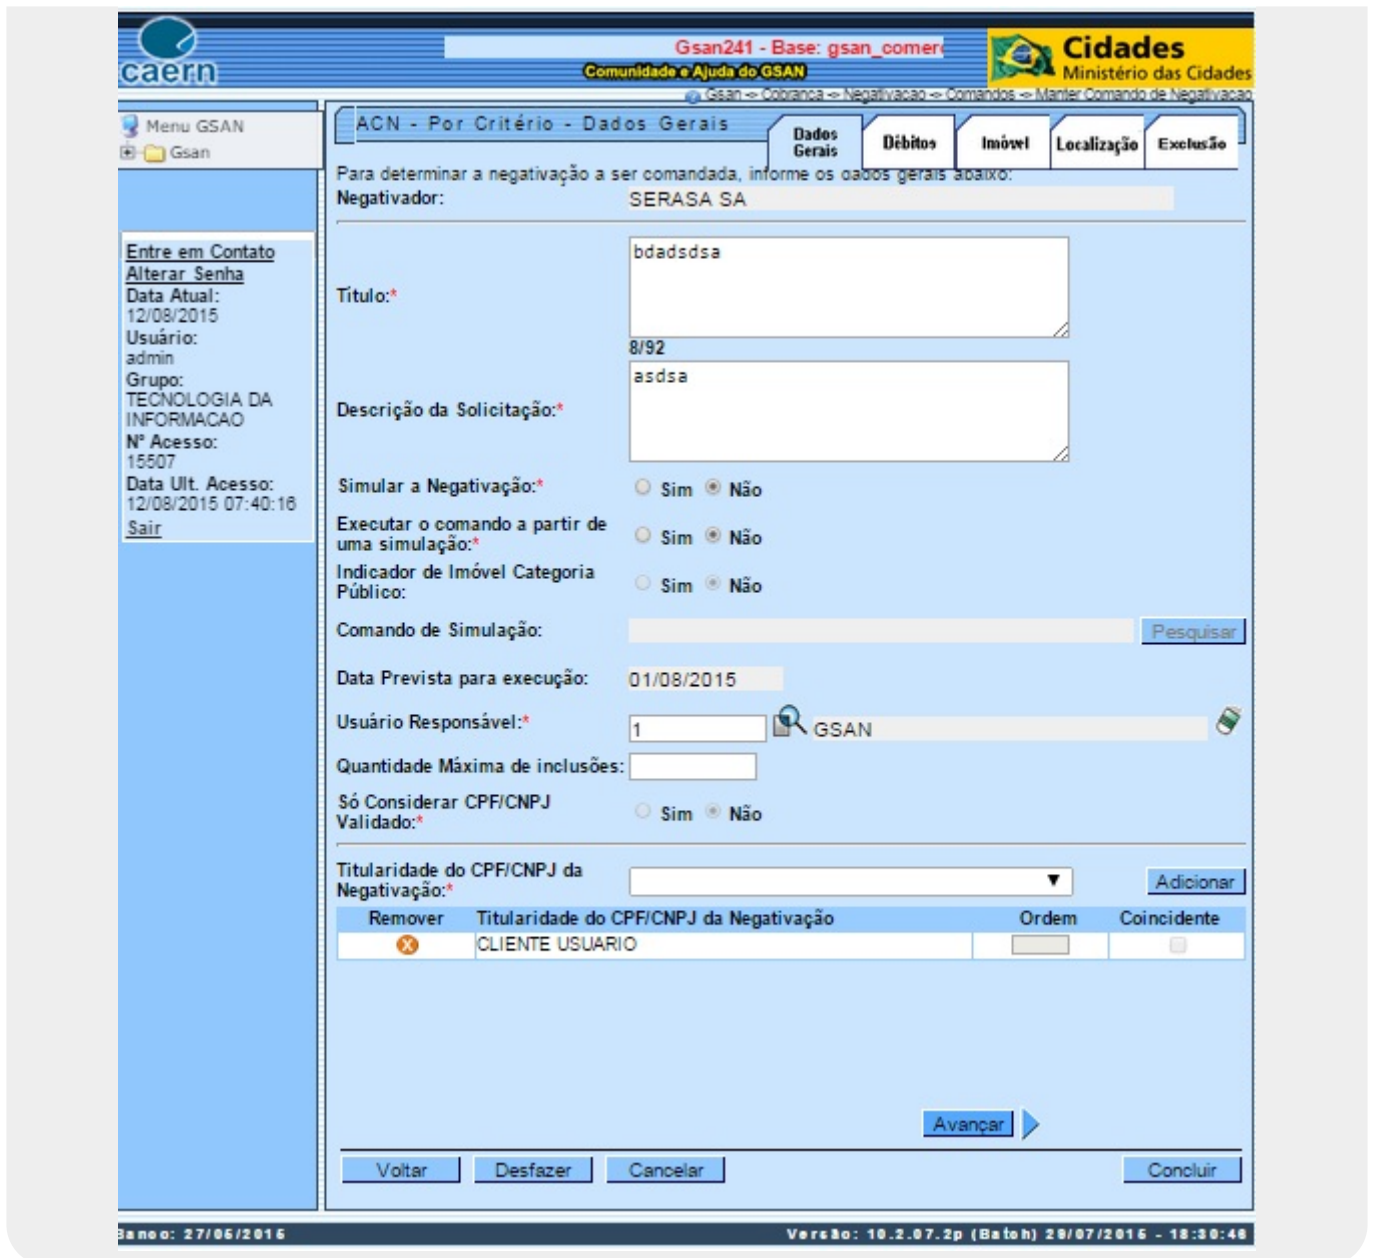 caern
Gsan241 - Base: gsan_comer
Comunidade e Ajuda do GSAN
Cidades
Ministério das Cidades
Gsan -> Cobranca -> Negativacao -> Comandos -> Manter Comando de Negativacao
Menu GSAN
Gsan
Entre em Contato
Alterar Senha
Data Atual:
12/08/2015
Usuário:
admin
Grupo:
TECNOLOGIA DA
INFORMACAO
Nº Acesso:
15507
Data Ult. Acesso:
12/08/2015 07:40:16
Sair
ACN - Por Critério - Dados Gerais
Dados
Gerais
Débitos
Imóvel
Localização
Exclusão
Para determinar a negativação a ser comandada, informe os dados gerais abaixo:
Negativador: SERASA SA
Título:* bdadsdsa
8/92
Descrição da Solicitação:* asdsa
Simular a Negativação:* Sim Não
Executar o comando a partir de
uma simulação:* Sim Não
Indicador de Imóvel Categoria
Público: Sim Não
Comando de Simulação: Pesquisar
Data Prevista para execução: 01/08/2015
Usuário Responsável:* 1 GSAN
Quantidade Máxima de inclusões:
Só Considerar CPF/CNPJ
Validado:* Sim Não
Titularidade do CPF/CNPJ da
Negativação:* Adicionar
Remover Titularidade do CPF/CNPJ da Negativação Ordem Coincidente
CLIENTE USUARIO
Avançar
Voltar Desfazer Cancelar Concluir
Banco: 27/05/2015 Versão: 10.2.07.2p (Batch) 29/07/2015 - 18:30:46